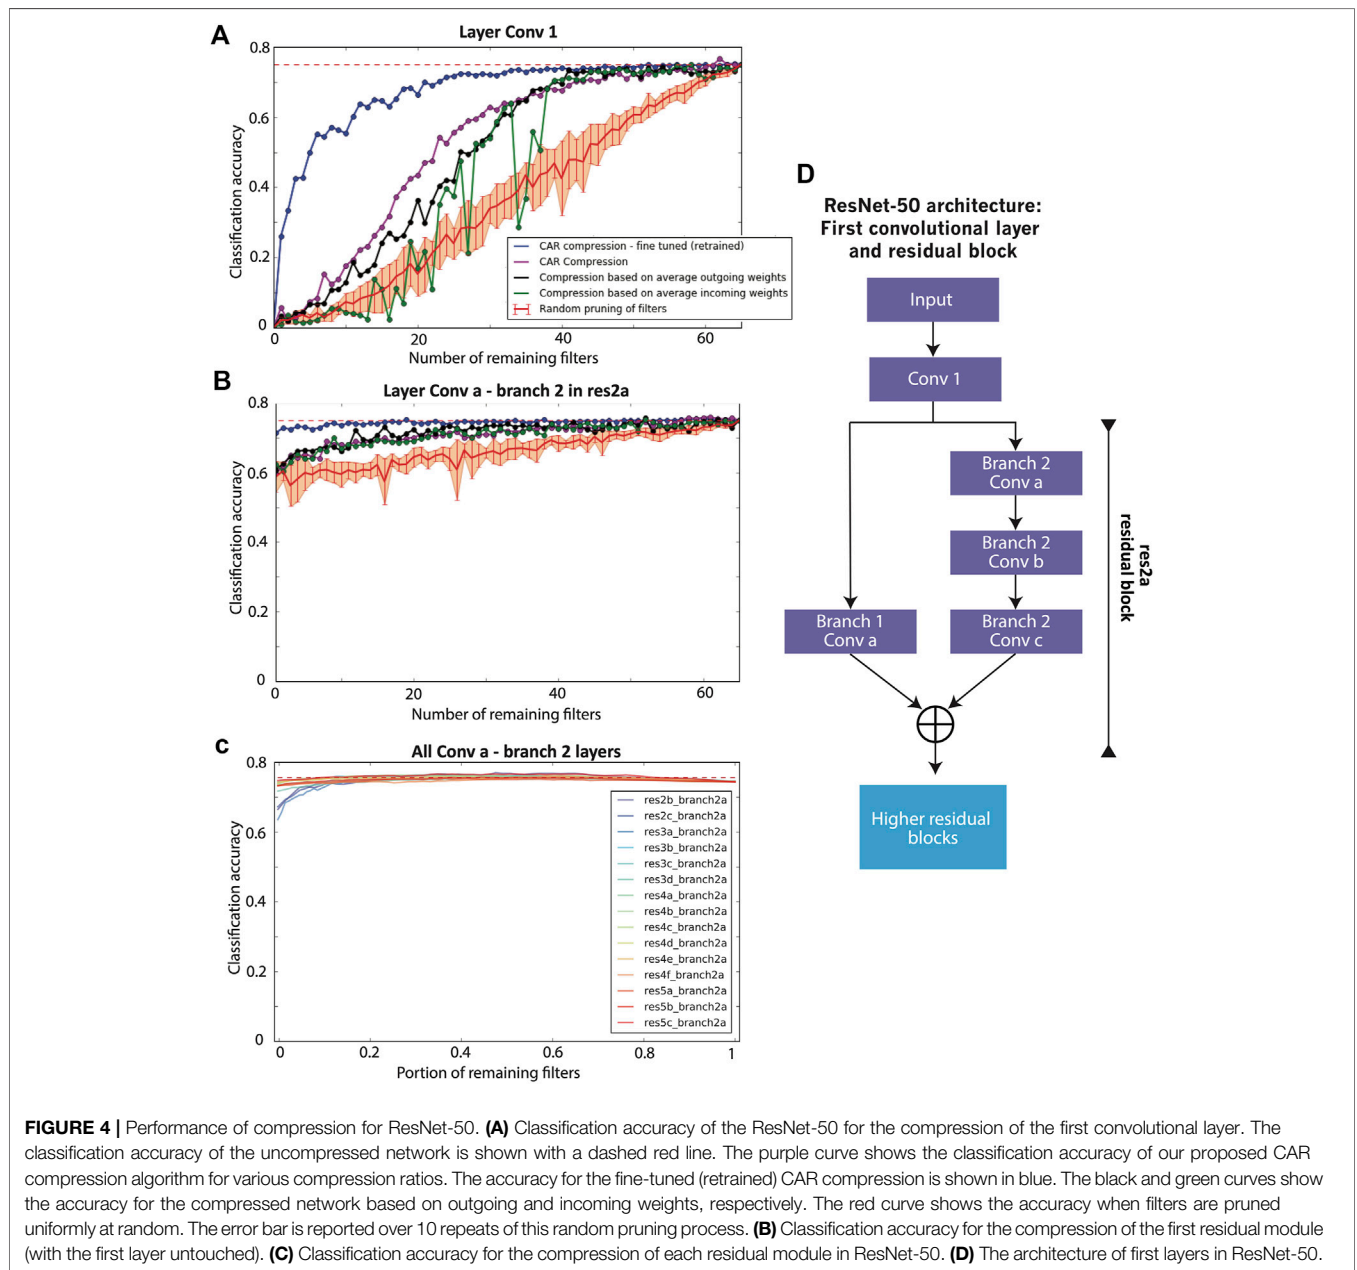 A
Layer Conv 1
0.8
0.6
0.4
0.2
0
Classification accuracy
CAR compression - fine tuned (retrained)
CAR Compression
Compression based on average outgoing weights
Compression based on average incoming weights
Random pruning of filters
20
40
60
Number of remaining filters
B
Layer Conv a - branch 2 in res2a
0.8
0.6
0.4
0.2
0
Classification accuracy
0
20
40
60
Number of remaining filters
c
All Conv a - branch 2 layers
0.8
0.6
0.4
0.2
0
Classification accuracy
res2b_branch2a
res2c_branch2a
res3a_branch2a
res3b_branch2a
res3c_branch2a
res3d_branch2a
res4a_branch2a
res4b_branch2a
res4c_branch2a
res4d_branch2a
res4e_branch2a
res4f_branch2a
res5a_branch2a
res5b_branch2a
res5c_branch2a
0
0.2
0.4
0.6
0.8
1
Portion of remaining filters
D
ResNet-50 architecture:
First convolutional layer
and residual block
Input
Conv 1
Branch 2
Conv a
Branch 2
Conv b
Branch 1
Conv a
Branch 2
Conv c
res2a
residual block
Higher residual
blocks
FIGURE 4 | Performance of compression for ResNet-50. (A) Classification accuracy of the ResNet-50 for the compression of the first convolutional layer. The
classification accuracy of the uncompressed network is shown with a dashed red line. The purple curve shows the classification accuracy of our proposed CAR
compression algorithm for various compression ratios. The accuracy for the fine-tuned (retrained) CAR compression is shown in blue. The black and green curves show
the accuracy for the compressed network based on outgoing and incoming weights, respectively. The red curve shows the accuracy when filters are pruned
uniformly at random. The error bar is reported over 10 repeats of this random pruning process. (B) Classification accuracy for the compression of the first residual module
(with the first layer untouched). (C) Classification accuracy for the compression of each residual module in ResNet-50. (D) The architecture of first layers in ResNet-50.